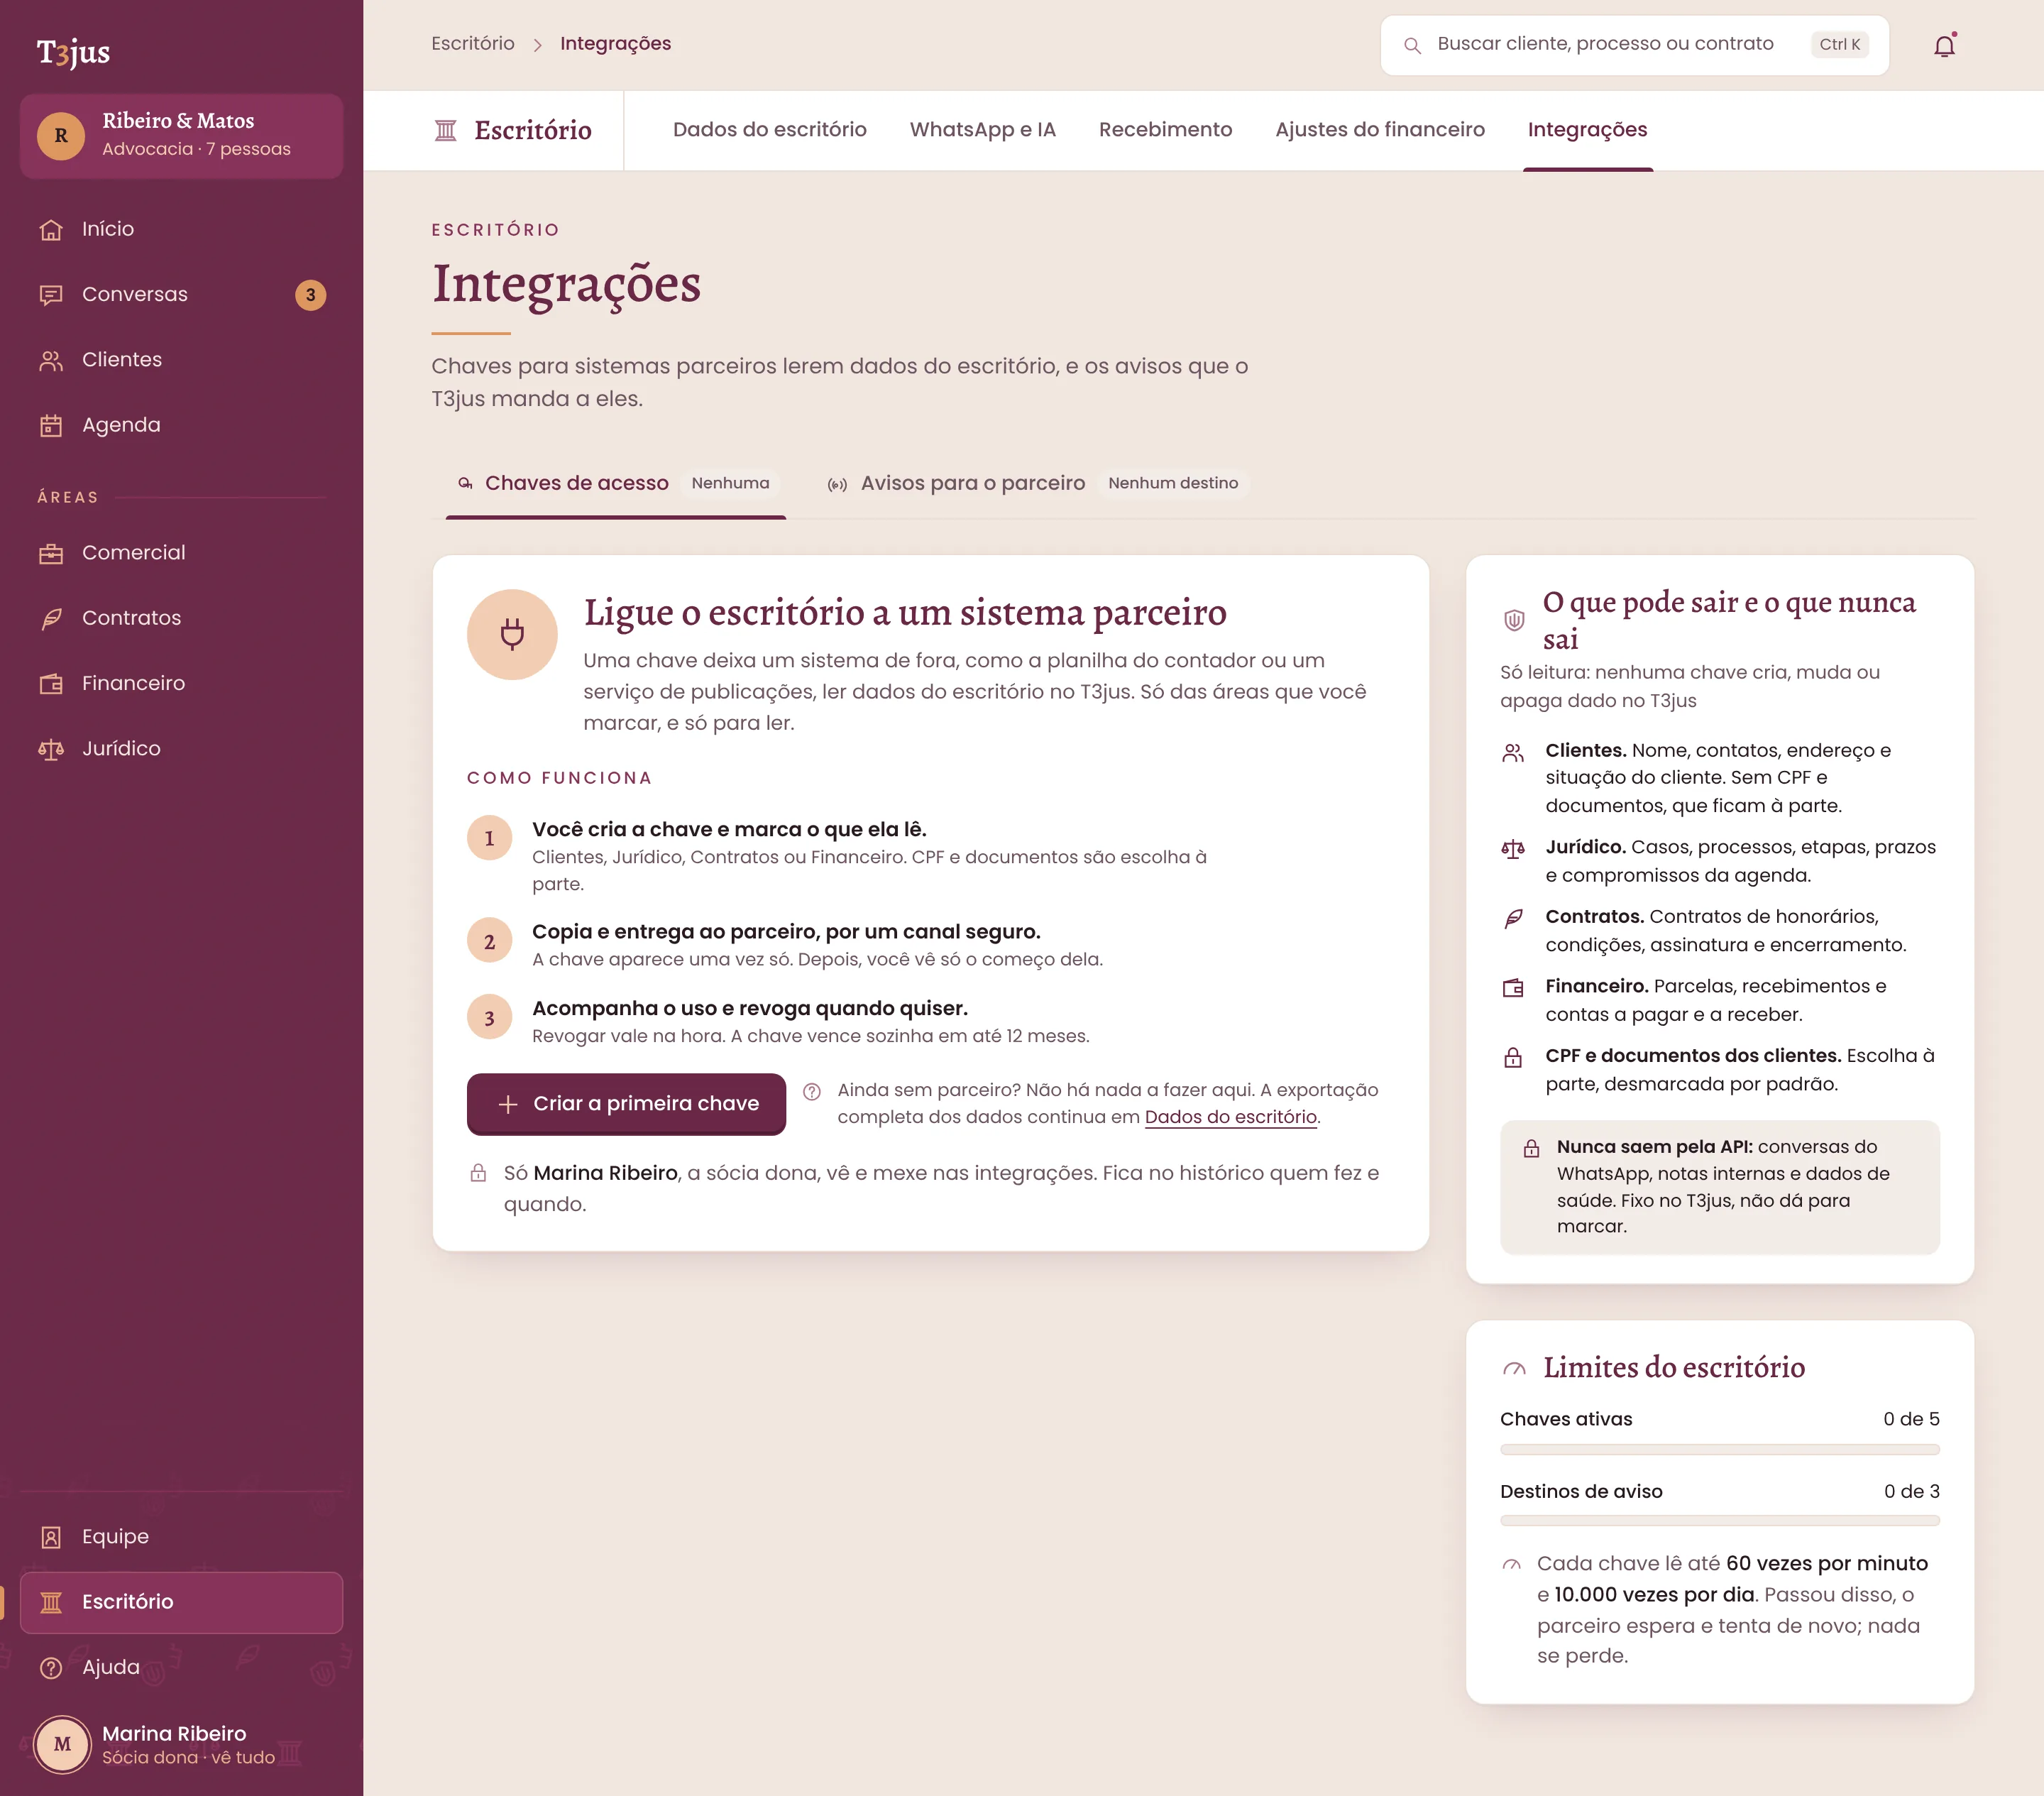 T3jus
R
Ribeiro & Matos
Advocacia · 7 pessoas
Início
Conversas
3
Clientes
Agenda
ÁREAS
Comercial
Contratos
Financeiro
Jurídico
Equipe
Escritório
Ajuda
M
Marina Ribeiro
Sócia dona · vê tudo
Escritório
Integrações
Buscar cliente, processo ou contrato
Ctrl K
Escritório
Dados do escritório
WhatsApp e IA
Recebimento
Ajustes do financeiro
Integrações
ESCRITÓRIO
Integrações
Chaves para sistemas parceiros lerem dados do escritório, e os avisos que o
T3jus manda a eles.
Chaves de acesso
Nenhuma
Avisos para o parceiro
Nenhum destino
Ligue o escritório a um sistema parceiro
Uma chave deixa um sistema de fora, como a planilha do contador ou um
serviço de publicações, ler dados do escritório no T3jus. Só das áreas que você
marcar, e só para ler.
COMO FUNCIONA
1
Você cria a chave e marca o que ela lê.
Clientes, Jurídico, Contratos ou Financeiro. CPF e documentos são escolha à
parte.
2
Copia e entrega ao parceiro, por um canal seguro.
A chave aparece uma vez só. Depois, você vê só o começo dela.
3
Acompanha o uso e revoga quando quiser.
Revogar vale na hora. A chave vence sozinha em até 12 meses.
Criar a primeira chave
Ainda sem parceiro? Não há nada a fazer aqui. A exportação
completa dos dados continua em Dados do escritório.
Só Marina Ribeiro, a sócia dona, vê e mexe nas integrações. Fica no histórico quem fez e
quando.
O que pode sair e o que nunca
sai
Só leitura: nenhuma chave cria, muda ou
apaga dado no T3jus
Clientes. Nome, contatos, endereço e
situação do cliente. Sem CPF e
documentos, que ficam à parte.
Jurídico. Casos, processos, etapas, prazos
e compromissos da agenda.
Contratos. Contratos de honorários,
condições, assinatura e encerramento.
Financeiro. Parcelas, recebimentos e
contas a pagar e a receber.
CPF e documentos dos clientes. Escolha à
parte, desmarcada por padrão.
Nunca saem pela API: conversas do
WhatsApp, notas internas e dados de
saúde. Fixo no T3jus, não dá para
marcar.
Limites do escritório
Chaves ativas
0 de 5
Destinos de aviso
0 de 3
Cada chave lê até 60 vezes por minuto
e 10.000 vezes por dia. Passou disso, o
parceiro espera e tenta de novo; nada
se perde.